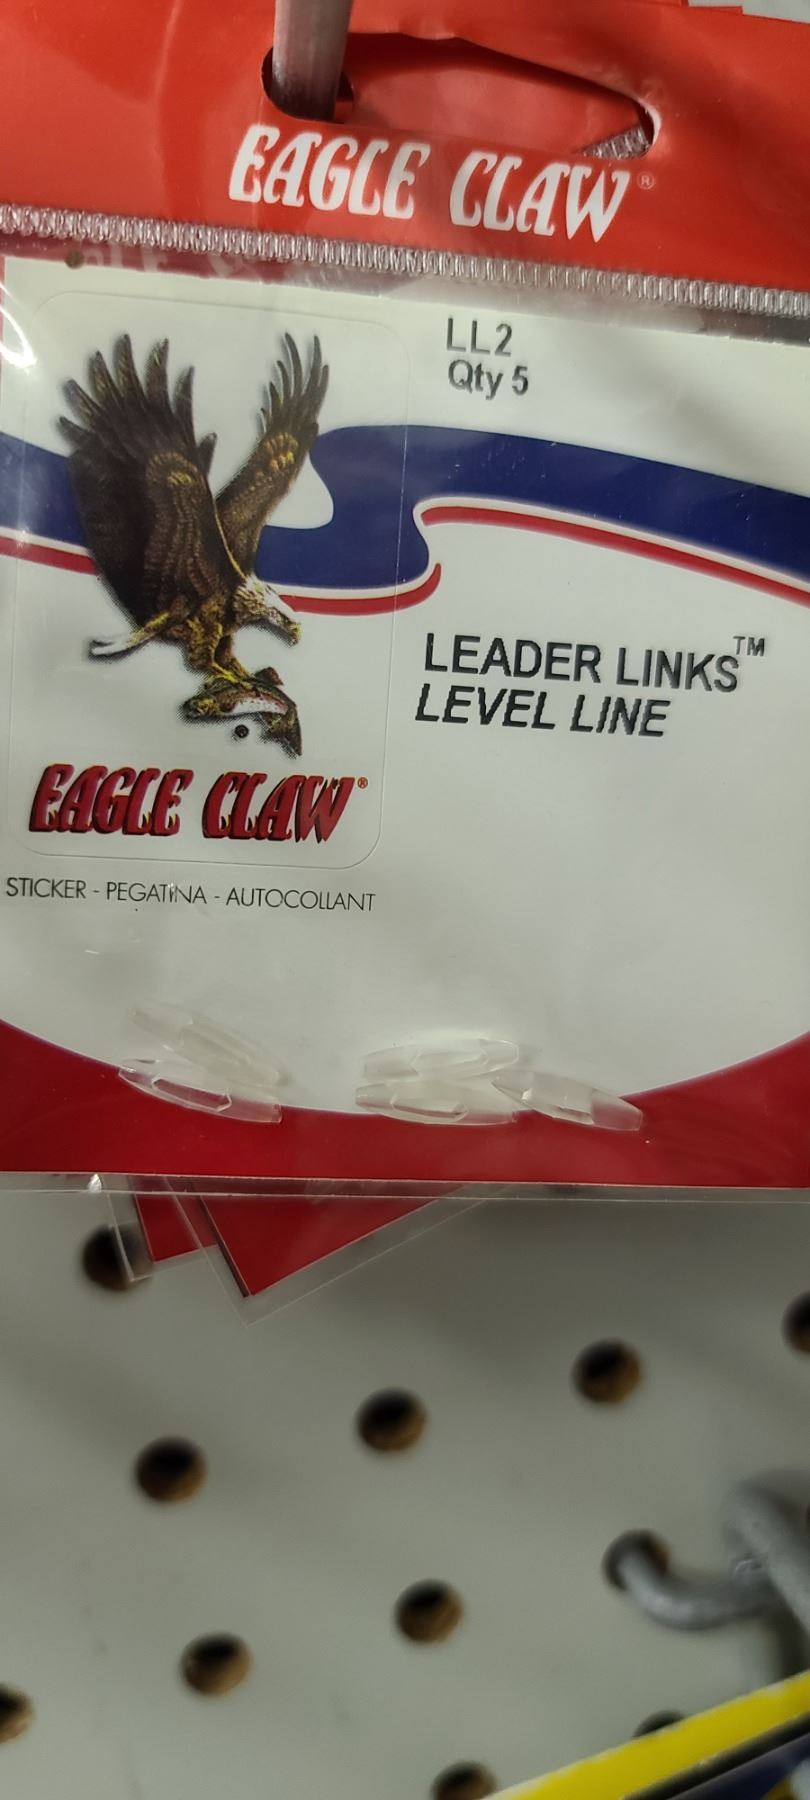 EAGLE CLAW®
LL2
Qty 5
LEADER LINKS™
LEVEL LINE
EAGLE CLAW®
STICKER - PEGATINA - AUTOCOLLANT